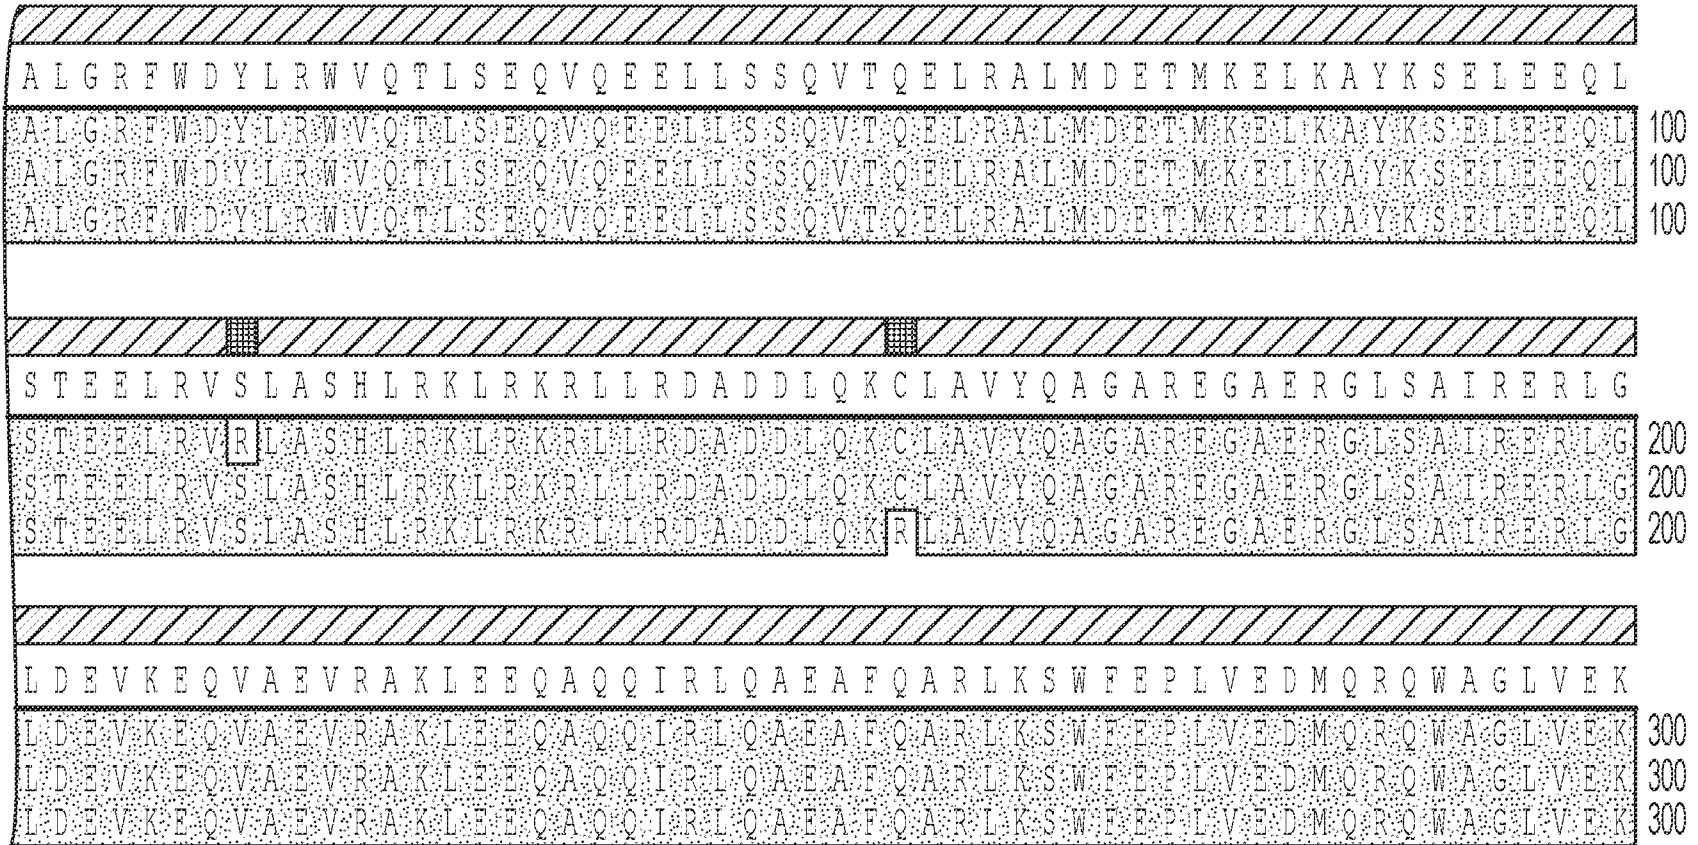 A L G R F W D Y L R W V Q T L S E Q V Q E E L L S S Q V T Q E L R A L M D E T M K E L K A Y K S E L E E Q L
A L G R F W D Y L R W V Q T L S E Q V Q E E L L S S Q V T Q E L R A L M D E T M K E L K A Y K S E L E E Q L 100
A L G R F W D Y L R W V Q T L S E Q V Q E E L L S S Q V T Q E L R A L M D E T M K E L K A Y K S E L E E Q L 100
A L G R F W D Y L R W V Q T L S E Q V Q E E L L S S Q V T Q E L R A L M D E T M K E L K A Y K S E L E E Q L 100
S T E E L R V S L A S H L R K L R K R L L R D A D D L Q K C L A V Y Q A G A R E G A E R G L S A I R E R L G
S T E E L R V R L A S H L R K L R K R L L R D A D D L Q K C L A V Y Q A G A R E G A E R G L S A I R E R L G 200
S T E E L R V S L A S H L R K L R K R L L R D A D D L Q K C L A V Y Q A G A R E G A E R G L S A I R E R L G 200
S T E E L R V S L A S H L R K L R K R L L R D A D D L Q K R L A V Y Q A G A R E G A E R G L S A I R E R L G 200
L D E V K E Q V A E V R A K L E E Q A Q Q I R L Q A E A F Q A R L K S W F E P L V E D M Q R Q W A G L V E K
L D E V K E Q V A E V R A K L E E Q A Q Q I R L Q A E A F Q A R L K S W F E P L V E D M Q R Q W A G L V E K 300
L D E V K E Q V A E V R A K L E E Q A Q Q I R L Q A E A F Q A R L K S W F E P L V E D M Q R Q W A G L V E K 300
L D E V K E Q V A E V R A K L E E Q A Q Q I R L Q A E A F Q A R L K S W F E P L V E D M Q R Q W A G L V E K 300